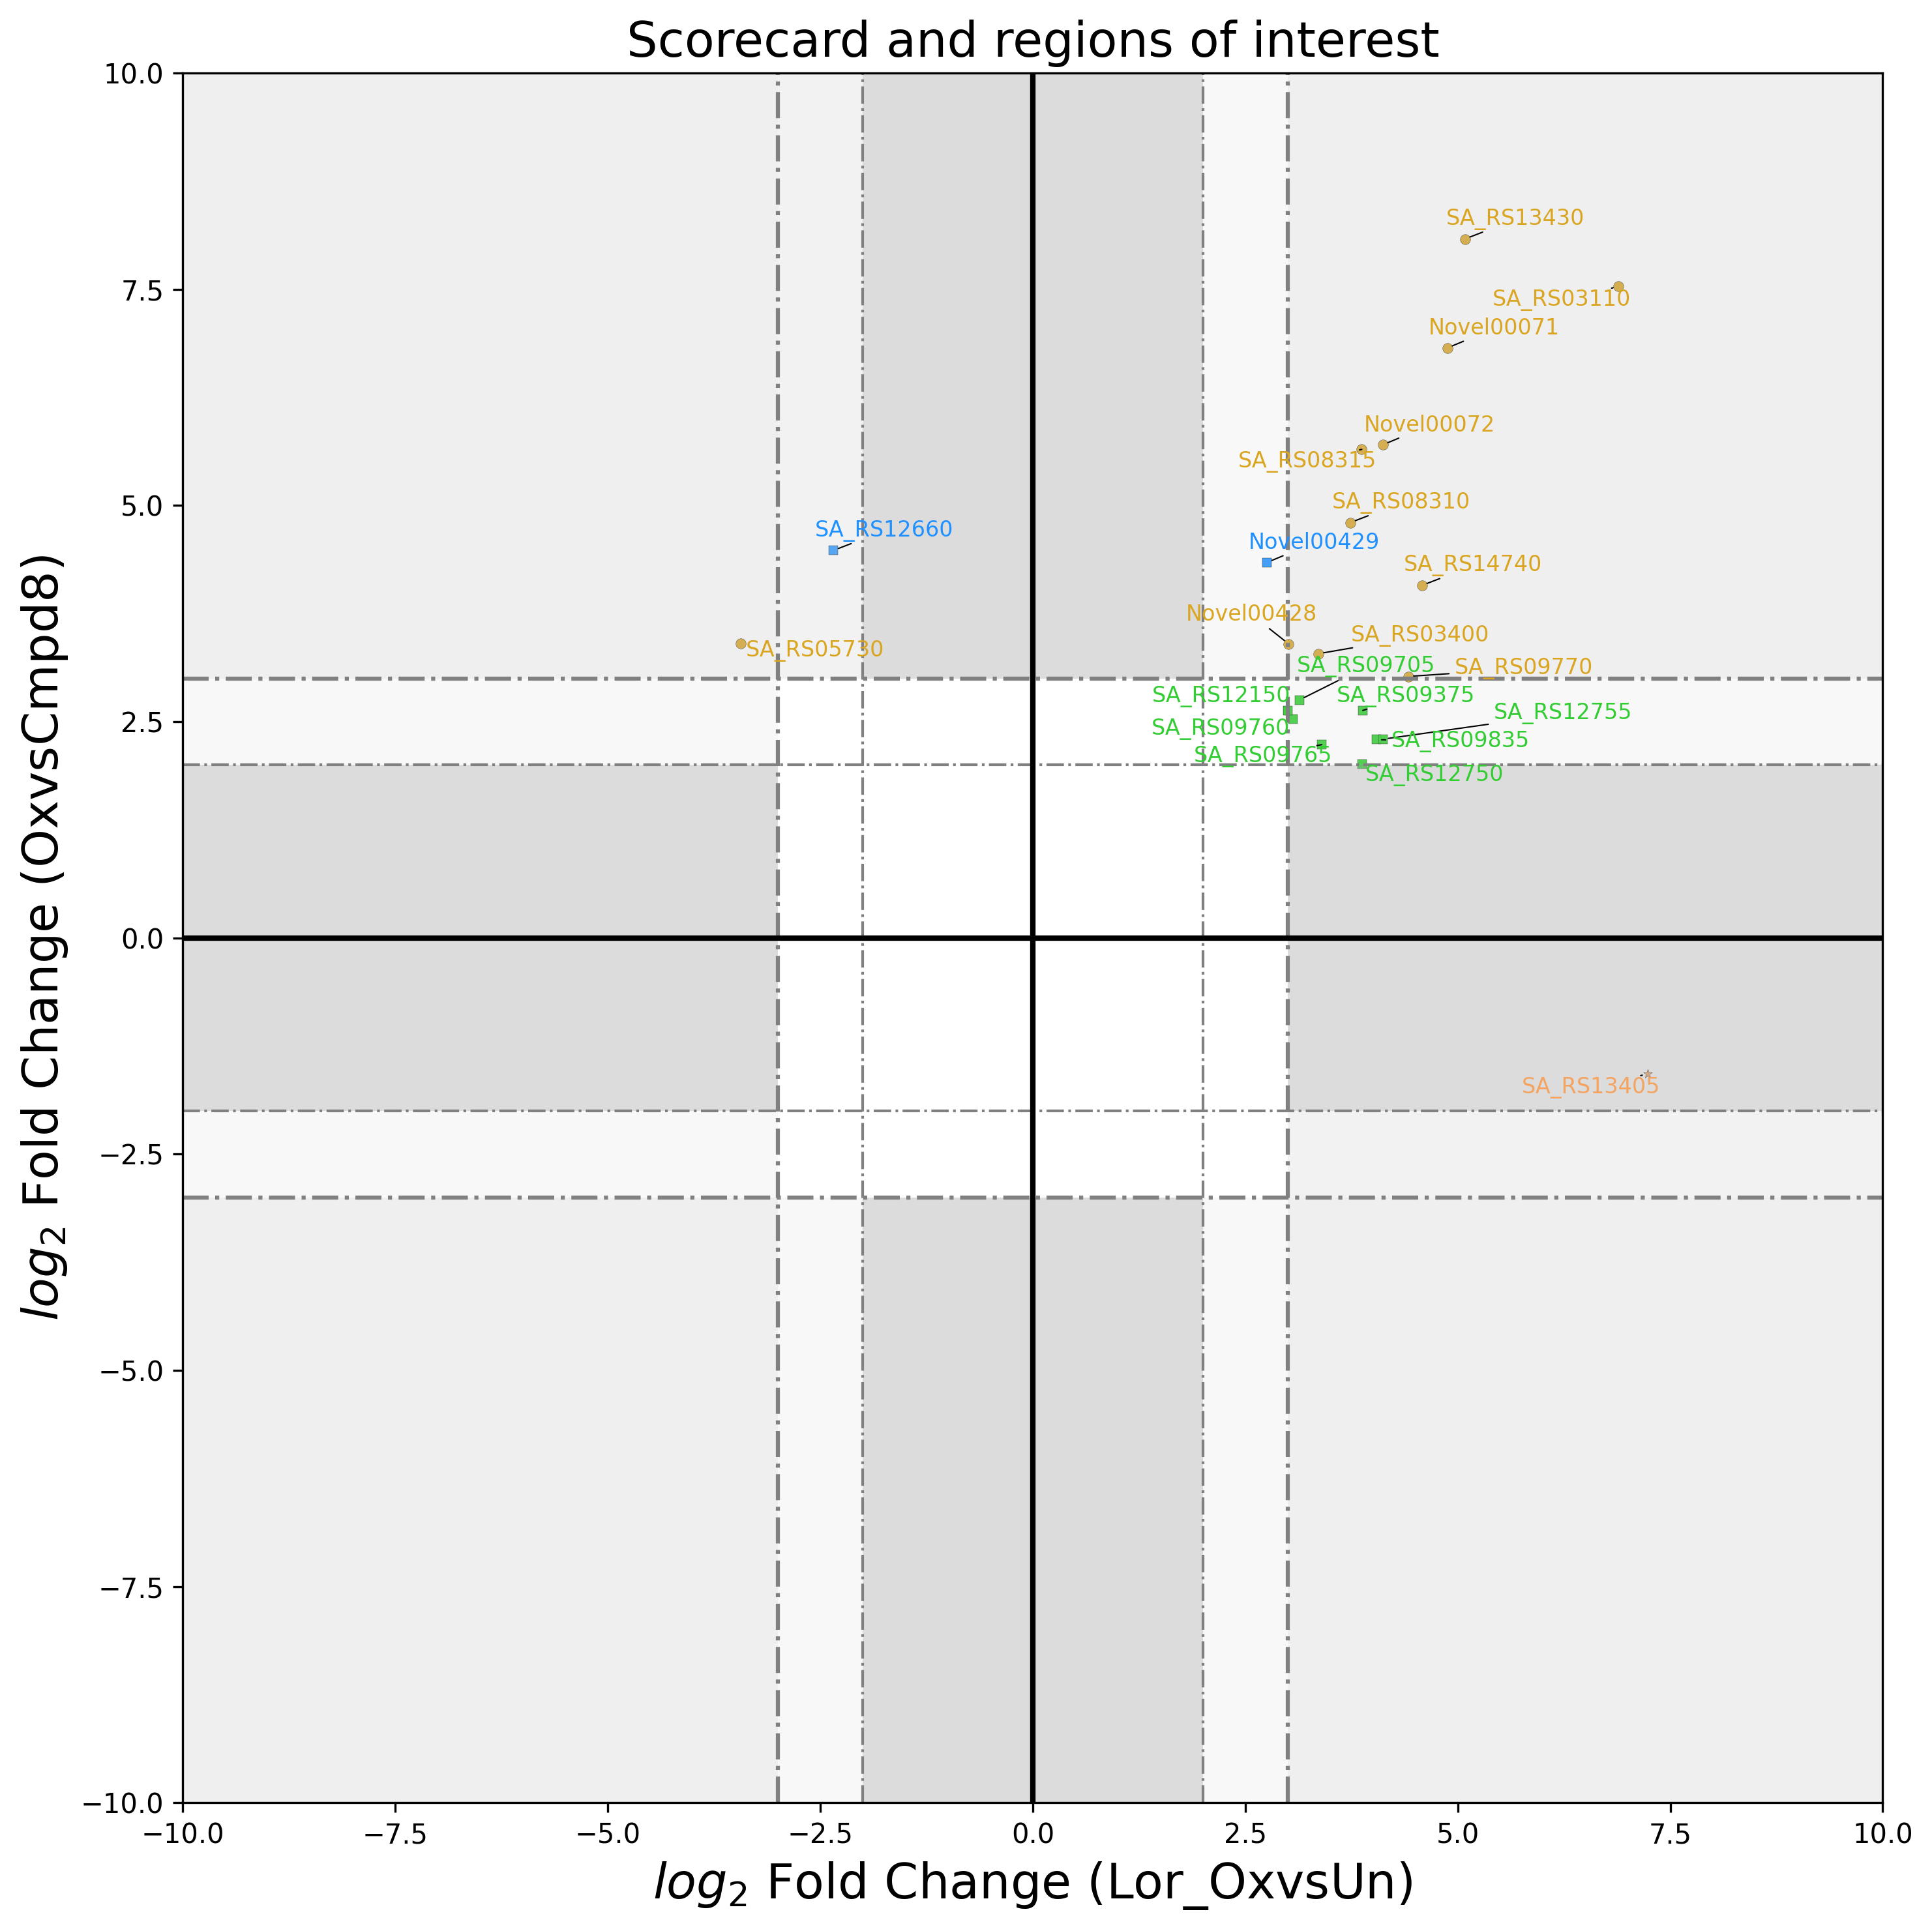 Scorecard and regions of interest
10.0
7.5
5.0
2.5
0.0
−2.5
−5.0
−7.5
−10.0
log2 Fold Change (OxvsCmpd8)
SA_RS13430
SA_RS03110
Novel00071
Novel00072
SA_RS08315
SA_RS08310
SA_RS12660
Novel00429
SA_RS14740
Novel00428
SA_RS03400
SA_RS05730
SA_RS09705
SA_RS09770
SA_RS12150
SA_RS09375
SA_RS12755
SA_RS09760
SA_RS09835
SA_RS09765
SA_RS12750
SA_RS13405
−10.0 −7.5 −5.0 −2.5 0.0 2.5 5.0 7.5 10.0
log2 Fold Change (Lor_OxvsUn)